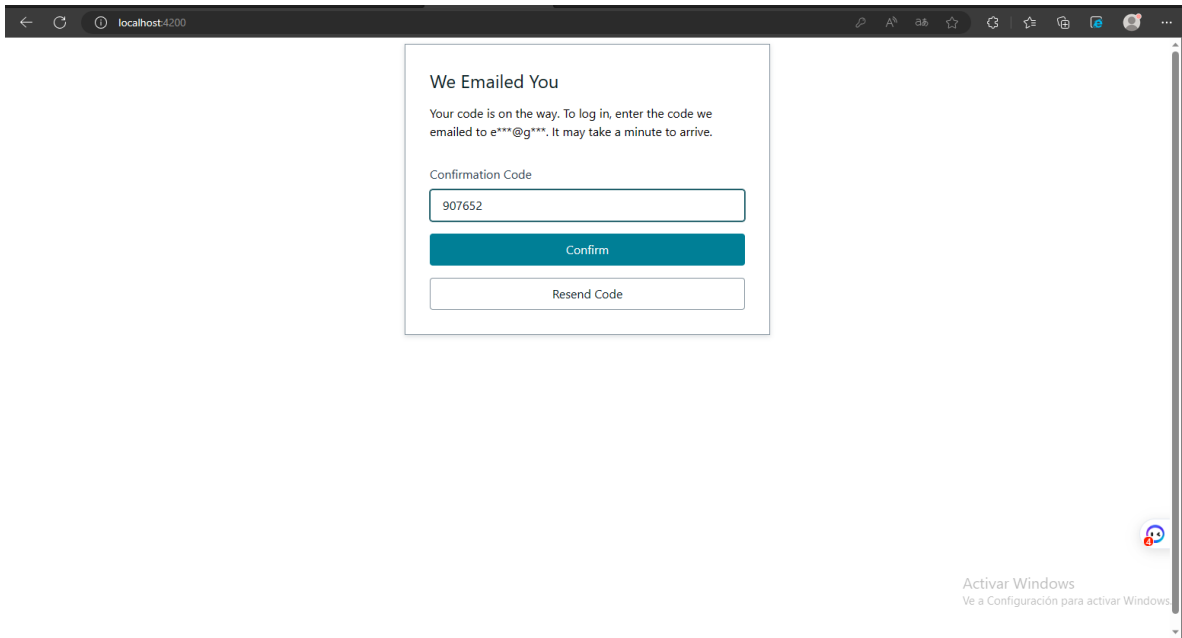 localhost:4200
We Emailed You
Your code is on the way. To log in, enter the code we
emailed to e***@g***. It may take a minute to arrive.
Confirmation Code
907652
Confirm
Resend Code
4
Activar Windows
Ve a Configuración para activar Windows.